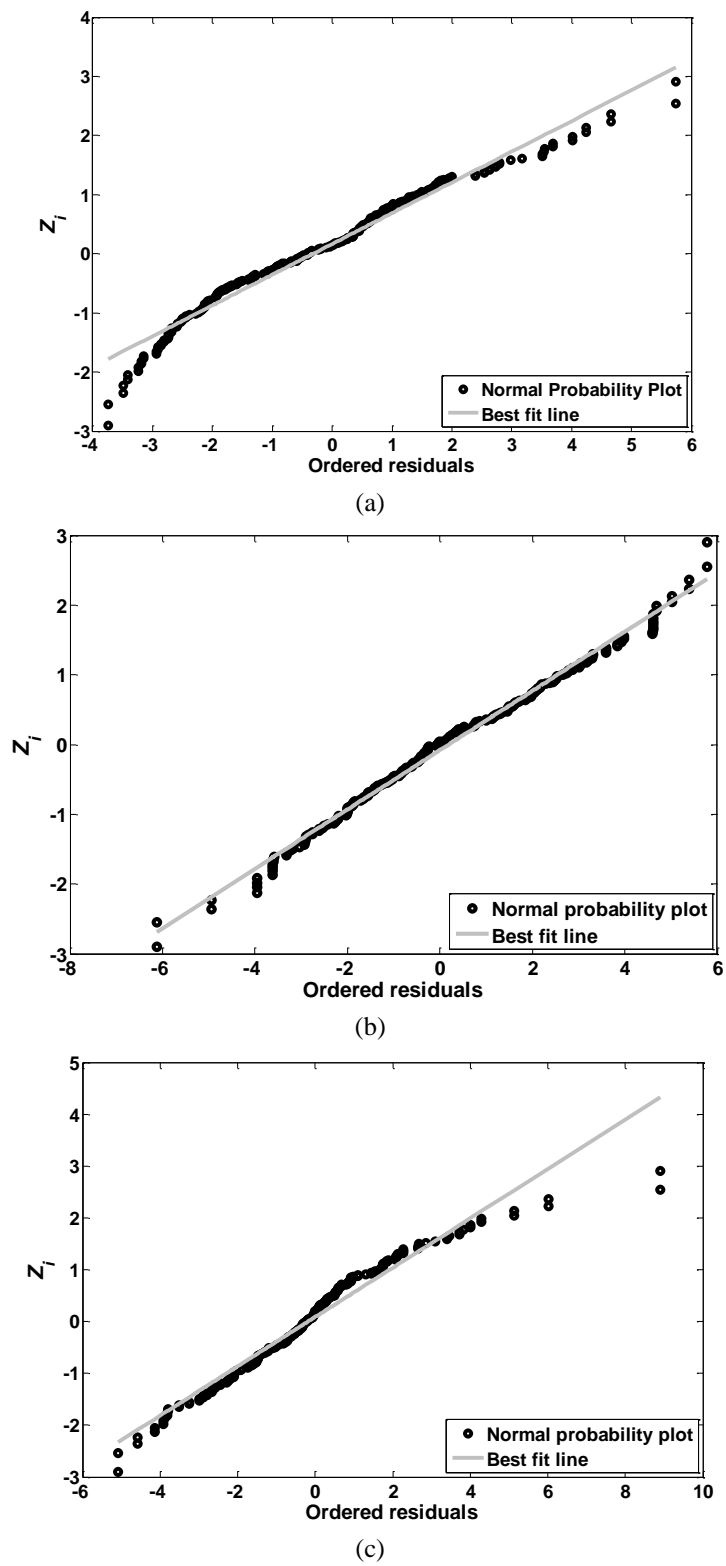 4
3
2
1
0
-1
-2
-3
Z_i
-4 -3 -2 -1 0 1 2 3 4 5 6
Ordered residuals
Normal Probability Plot
Best fit line
(a)
3
2
1
0
-1
-2
-3
Z_i
-8 -6 -4 -2 0 2 4 6
Ordered residuals
Normal probability plot
Best fit line
(b)
5
4
3
2
1
0
-1
-2
-3
Z_i
-6 -4 -2 0 2 4 6 8 10
Ordered residuals
Normal probability plot
Best fit line
(c)